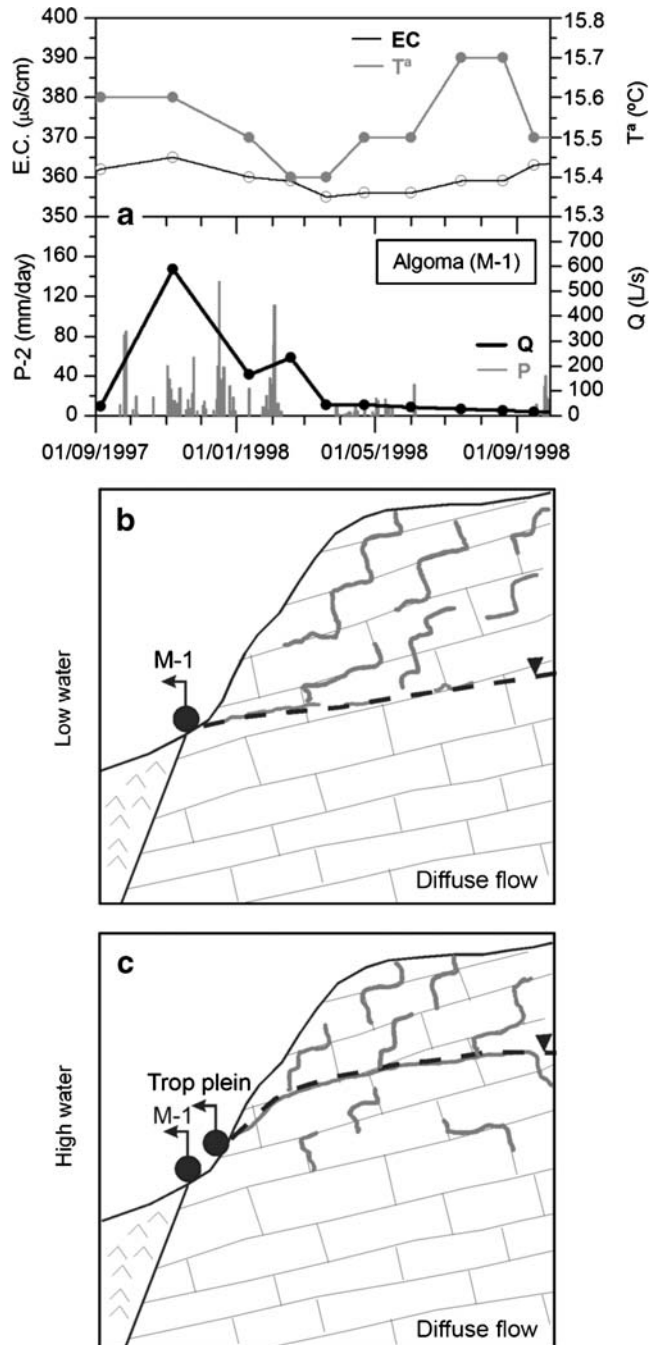 400
390
380
370
360
350
E.C. (µS/cm)
EC
Tª
15.8
15.7
15.6
15.5
15.4
15.3
Tª (ºC)
a
160
120
80
40
0
P-2 (mm/day)
Algoma (M-1)
Q
P
700
600
500
400
300
200
100
0
Q (L/s)
01/09/1997
01/01/1998
01/05/1998
01/09/1998
b
M-1
Low water
Diffuse flow
c
Trop plein
M-1
High water
Diffuse flow